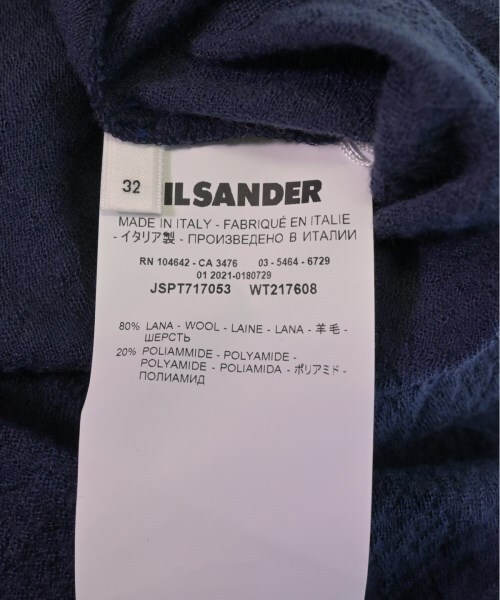 32
ILSANDER
MADE IN ITALY - FABRIQUÉ EN ITALIE
- イタリア製 - ПРОИЗВЕДЕНО В ИТАЛИИ
RN 104642 - CA 3476 03 - 5464 - 6729
01 2021-0180729
JSPT717053 WT217608
80% LANA - WOOL - LAINE - LANA - 羊毛 -
ШЕРСТЬ
20% POLIAMMIDE - POLYAMIDE -
POLYAMIDE - POLIAMIDA - ポリアミド -
ПОЛИАМИД